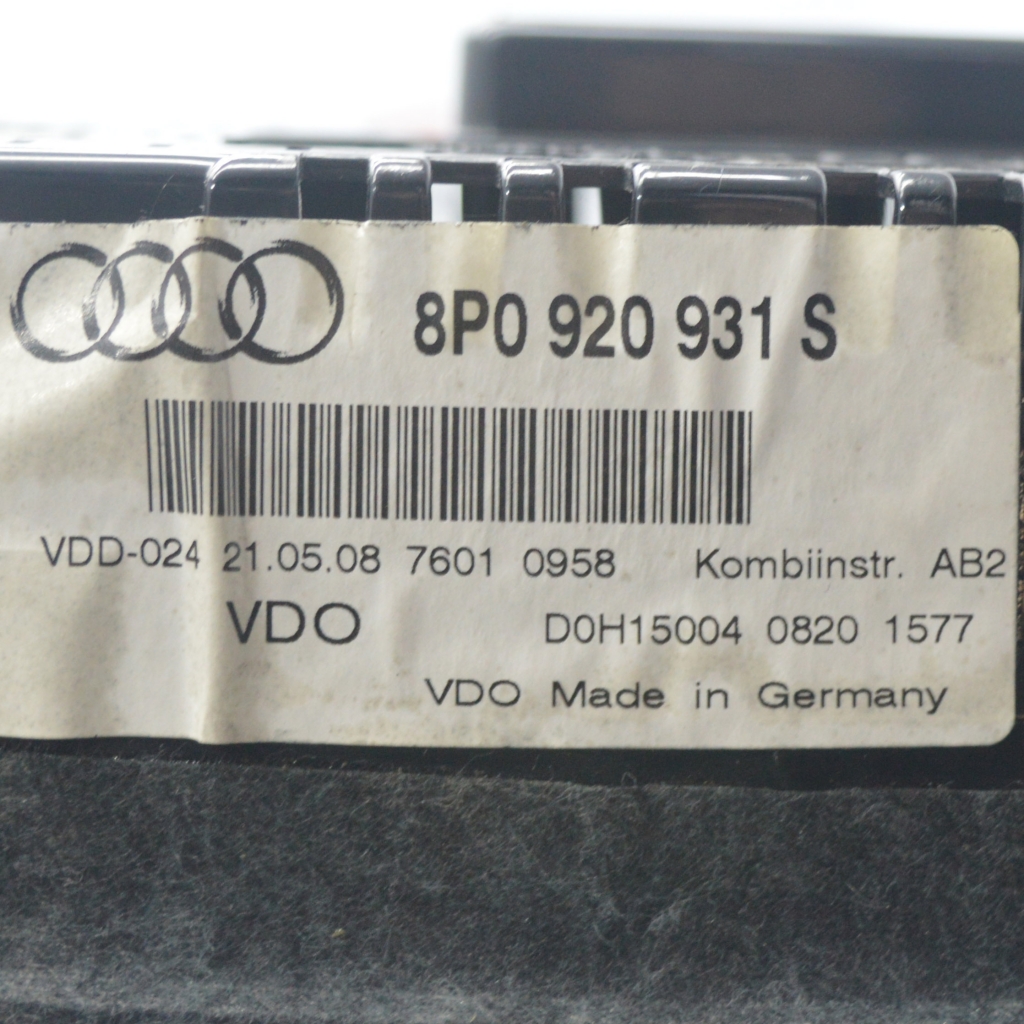 8P0 920 931 S
VDD-024 21.05.08 7601 0958 Kombiinstr. AB2
VDO D0H15004 0820 1577
VDO Made in Germany